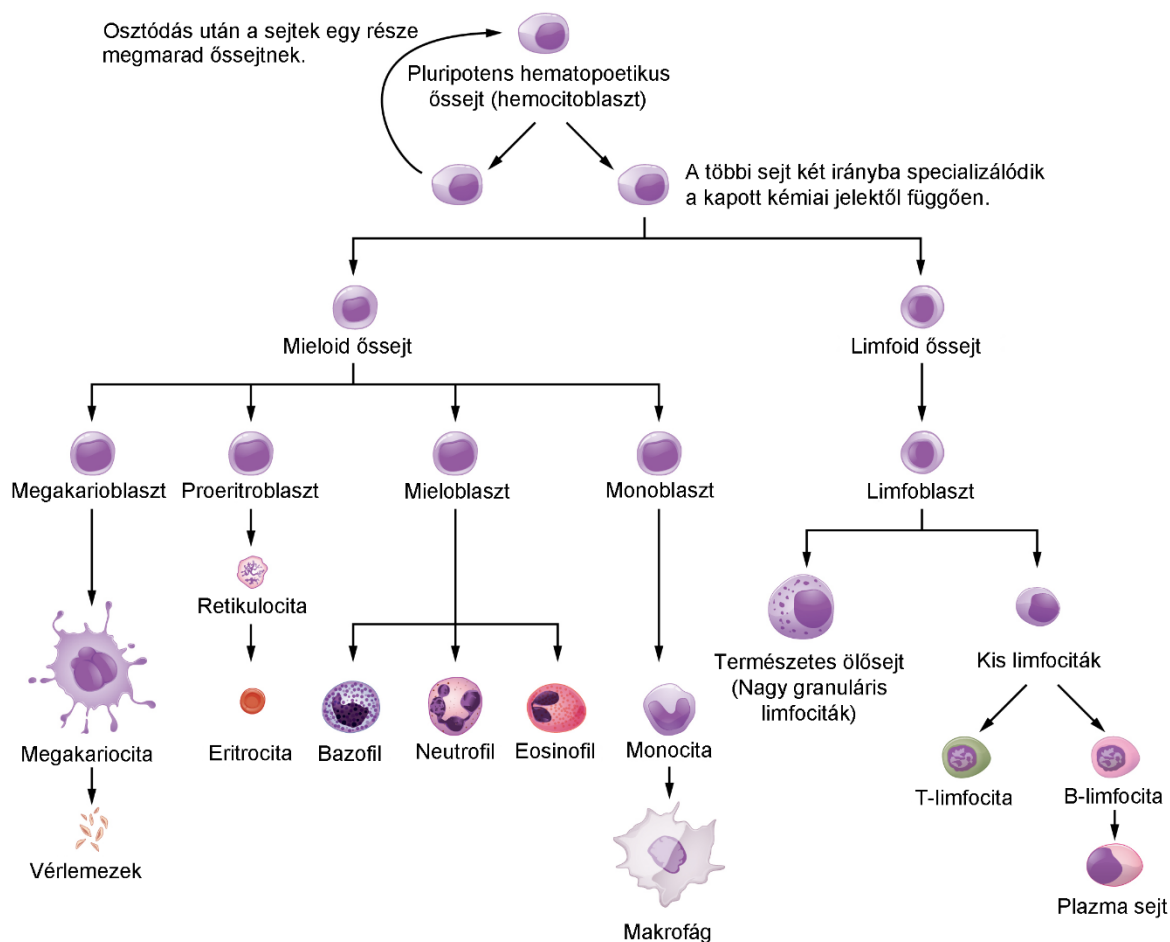 Osztódás után a sejtek egy része
megmarad őssejtnek.
Pluripotens hematopoetikus
őssejt (hemocitoblaszt)
A többi sejt két irányba specializálódik
a kapott kémiai jelektől függően.
Mieloid őssejt
Limfoid őssejt
Megakarioblaszt
Proeritroblaszt
Mieloblaszt
Monoblaszt
Limfoblaszt
Retikulocita
Természetes ölősejt
(Nagy granuláris
limfociták)
Kis limfociták
Megakariocita
Eritrocita
Bazofil
Neutrofil
Eosinofil
Monocita
T-limfocita
B-limfocita
Vérlemezek
Makrofág
Plazma sejt